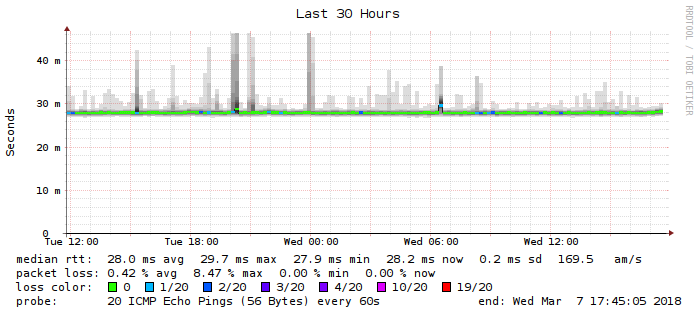 Last 30 Hours
RRDTOOL / TOBI OETIKER
Seconds
40 m
30 m
20 m
10 m
0
Tue 12:00 Tue 18:00 Wed 00:00 Wed 06:00 Wed 12:00
median rtt: 28.0 ms avg 29.7 ms max 27.9 ms min 28.2 ms now 0.2 ms sd 169.5 am/s
packet loss: 0.42 % avg 8.47 % max 0.00 % min 0.00 % now
loss color: 0 1/20 2/20 3/20 4/20 10/20 19/20
probe: 20 ICMP Echo Pings (56 Bytes) every 60s end: Wed Mar 7 17:45:05 2018